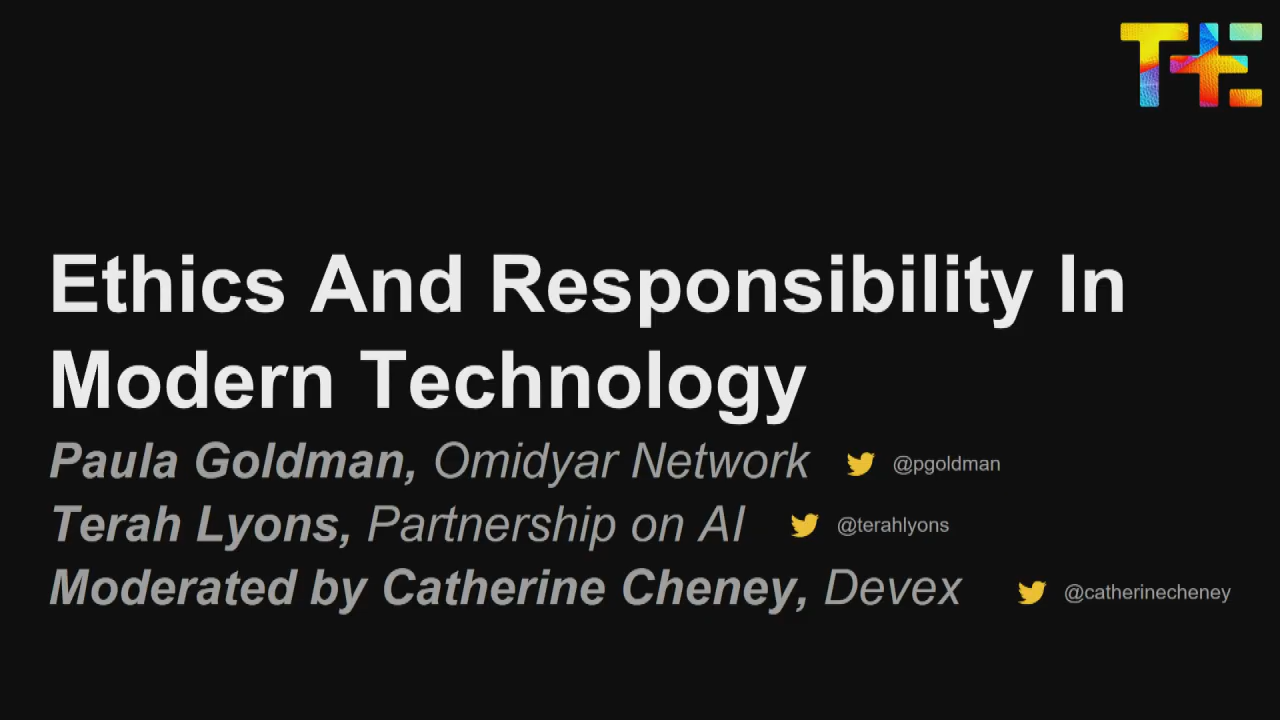 T+E
Ethics And Responsibility In
Modern Technology
Paula Goldman, Omidyar Network @pgoldman
Terah Lyons, Partnership on AI @terahlyons
Moderated by Catherine Cheney, Devex @catherinecheney